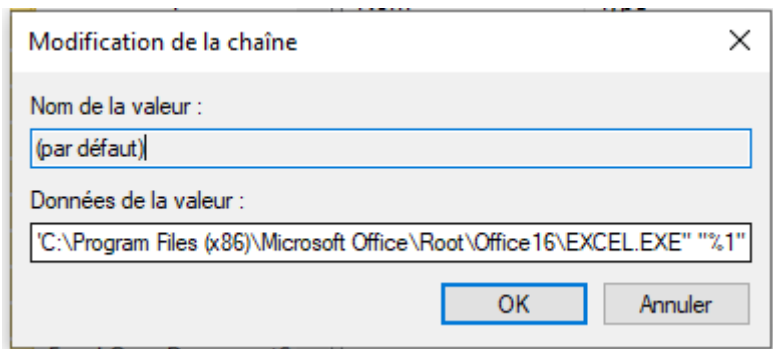 Modification de la chaîne
Nom de la valeur :
(par défaut)
Données de la valeur :
"C:\Program Files (x86)\Microsoft Office\Root\Office16\EXCEL.EXE" "%1"
OK Annuler